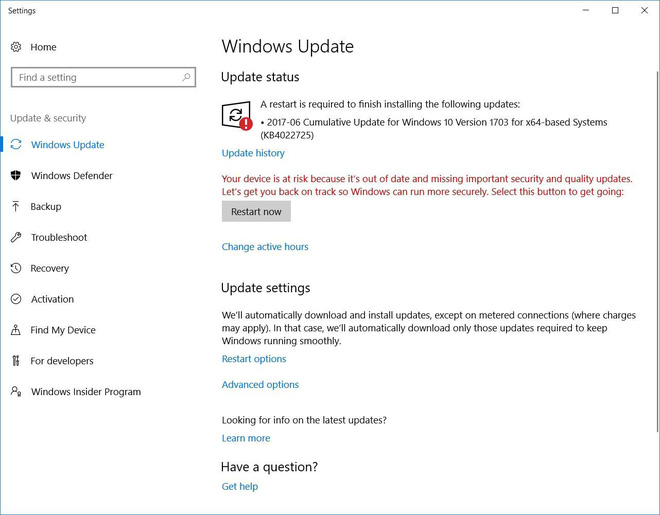 Settings
Home
Find a setting
Update & security
Windows Update
Windows Defender
Backup
Troubleshoot
Recovery
Activation
Find My Device
For developers
Windows Insider Program
Windows Update
Update status
A restart is required to finish installing the following updates:
• 2017-06 Cumulative Update for Windows 10 Version 1703 for x64-based Systems
(KB4022725)
Update history
Your device is at risk because it's out of date and missing important security and quality updates.
Let's get you back on track so Windows can run more securely. Select this button to get going:
Restart now
Change active hours
Update settings
We'll automatically download and install updates, except on metered connections (where charges
may apply). In that case, we'll automatically download only those updates required to keep
Windows running smoothly.
Restart options
Advanced options
Looking for info on the latest updates?
Learn more
Have a question?
Get help